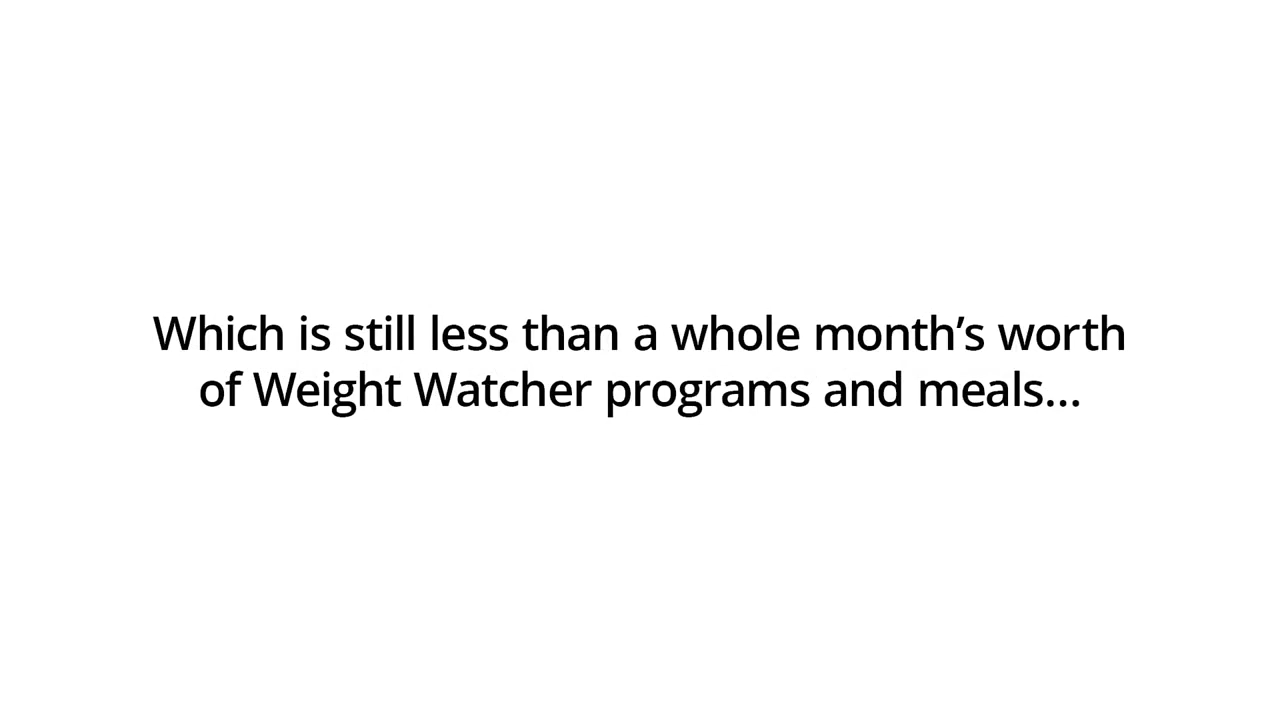 Which is still less than a whole month’s worth
of Weight Watcher programs and meals...